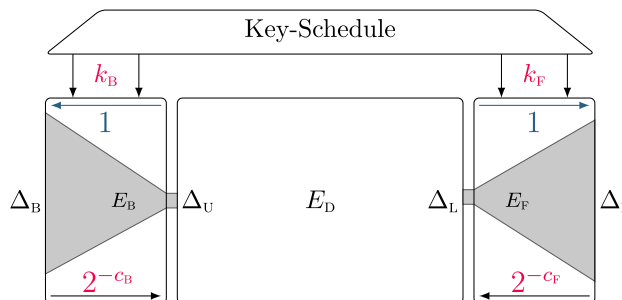 Key-Schedule
k_B k_F
1 1
Δ_B E_B Δ_U E_D Δ_L E_F Δ
2^{-c_B} 2^{-c_F}